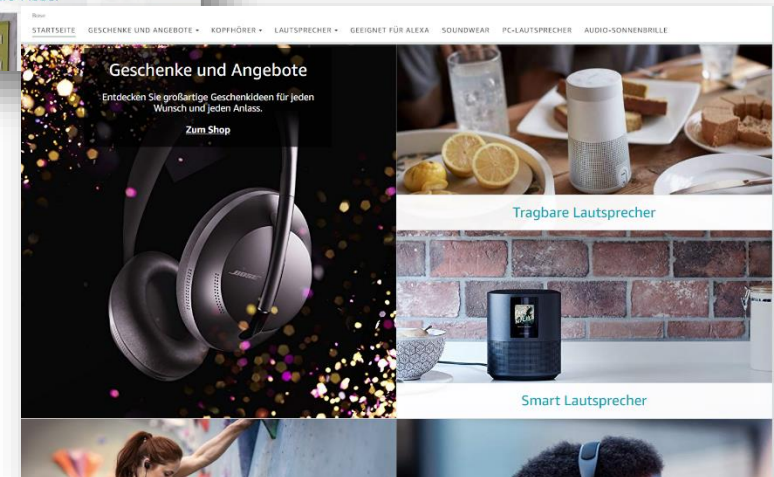 Bose
STARTSEITE GESCHENKE UND ANGEBOTE KOPFHÖRER LAUTSPRECHER GEEIGNET FÜR ALEXA SOUNDWEAR PC-LAUTSPRECHER AUDIO-SONNENBRILLE
Geschenke und Angebote
Entdecken Sie großartige Geschenkideen für jeden
Wunsch und jeden Anlass.
Zum Shop
BOSE
Tragbare Lautsprecher
Smart Lautsprecher